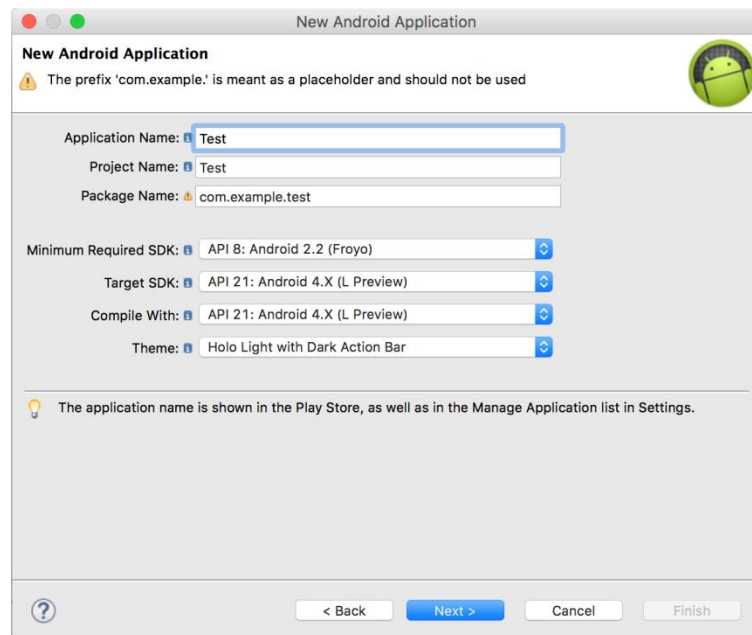 New Android Application
New Android Application
The prefix 'com.example.' is meant as a placeholder and should not be used
Application Name: Test
Project Name: Test
Package Name: com.example.test
Minimum Required SDK: API 8: Android 2.2 (Froyo)
Target SDK: API 21: Android 4.X (L Preview)
Compile With: API 21: Android 4.X (L Preview)
Theme: Holo Light with Dark Action Bar
The application name is shown in the Play Store, as well as in the Manage Application list in Settings.
? < Back Next > Cancel Finish